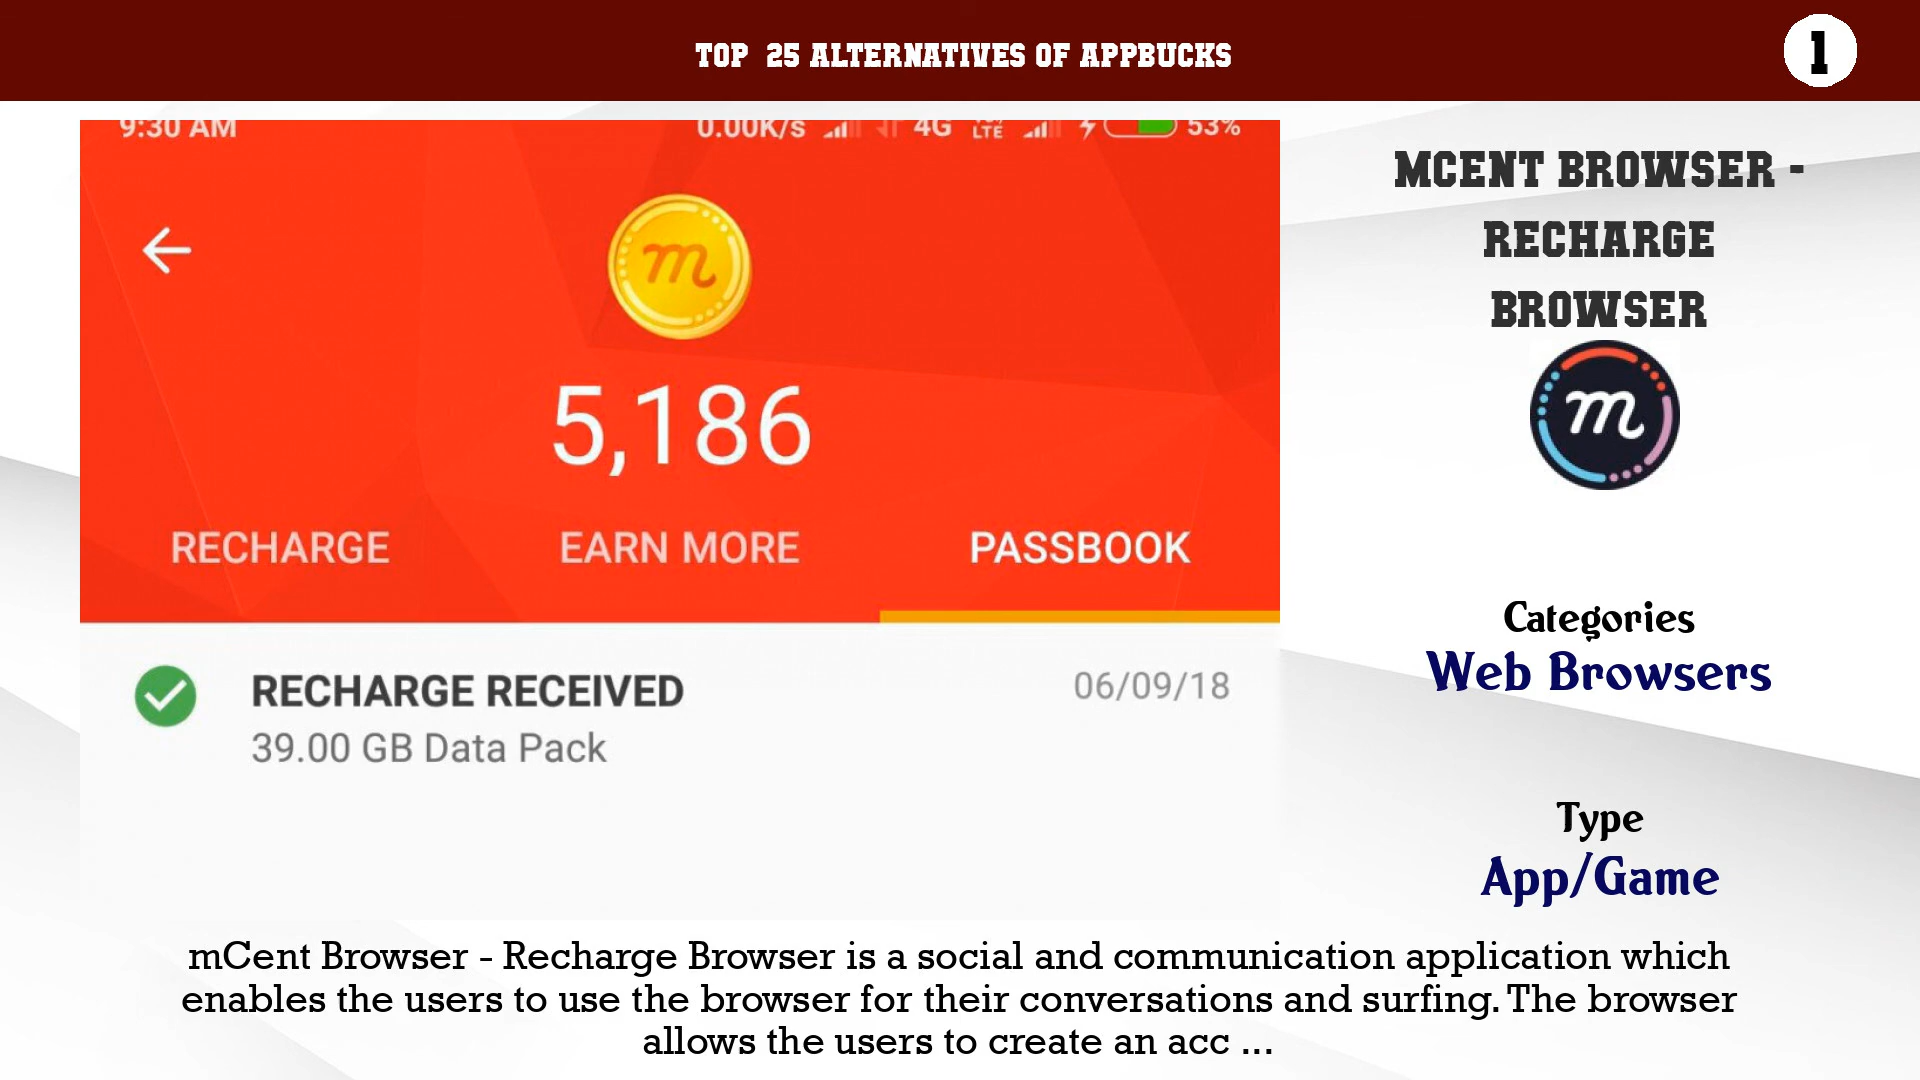 TOP 25 ALTERNATIVES OF APPBUCKS
1
9:30 AM 0.00K/S 4G LTE 53%
m
5,186
RECHARGE EARN MORE PASSBOOK
RECHARGE RECEIVED 06/09/18
39.00 GB Data Pack
MCENT BROWSER -
RECHARGE
BROWSER
m
Categories
Web Browsers
Type
App/Game
mCent Browser - Recharge Browser is a social and communication application which
enables the users to use the browser for their conversations and surfing. The browser
allows the users to create an acc ...